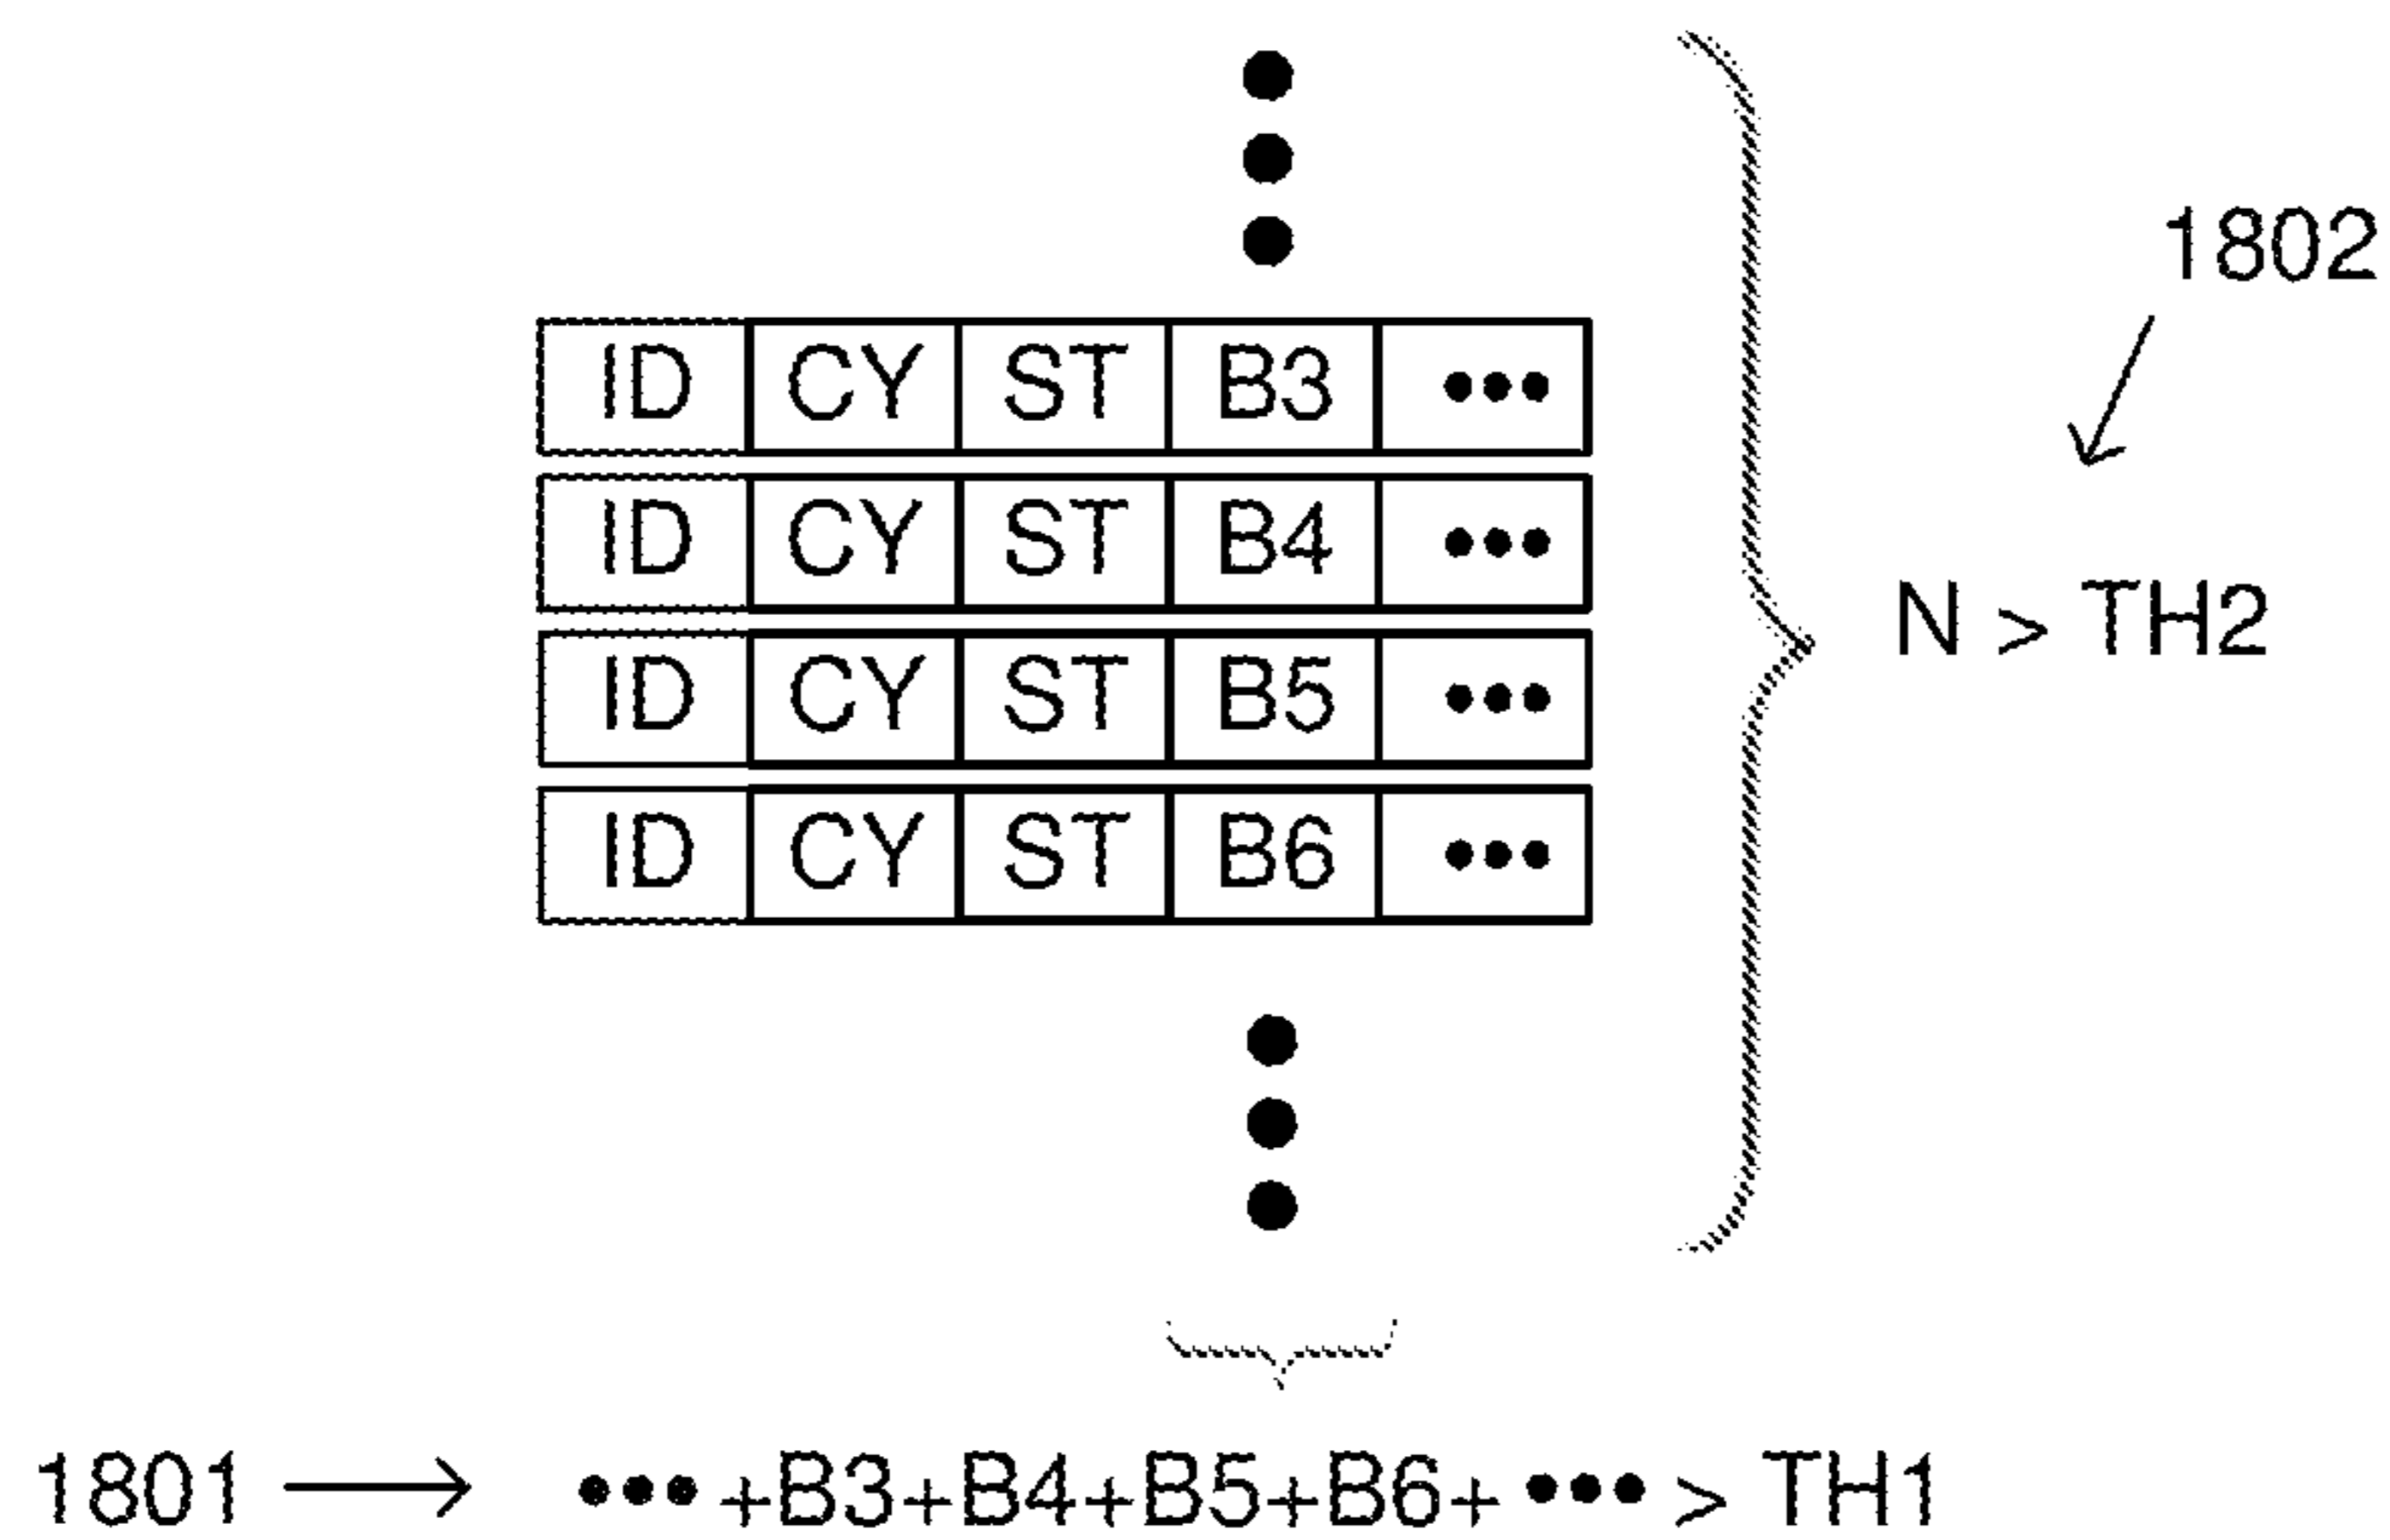 1802
ID CY ST B3 •••
ID CY ST B4 •••
N > TH2
ID CY ST B5 •••
ID CY ST B6 •••
1801 ••• +B3+B4+B5+B6+ ••• > TH1